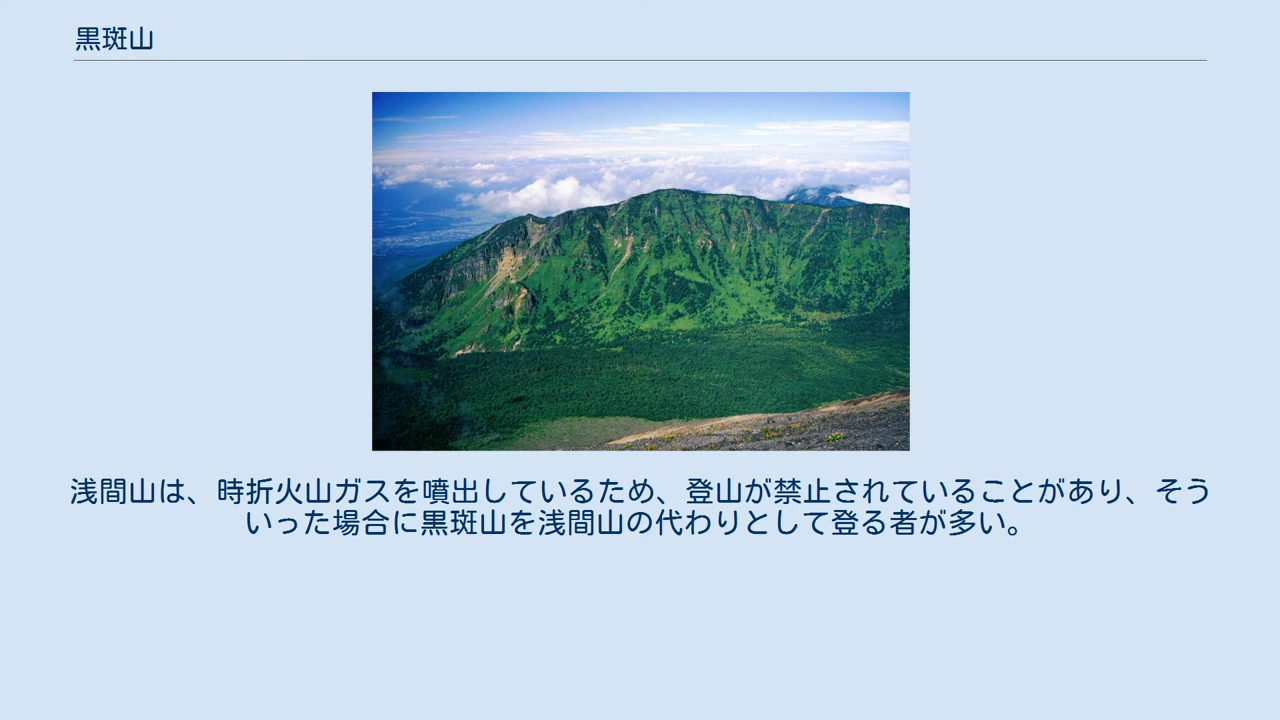 黒斑山
浅間山は、時折火山ガスを噴出しているため、登山が禁止されていることがあり、そう
いった場合に黒斑山を浅間山の代わりとして登る者が多い。